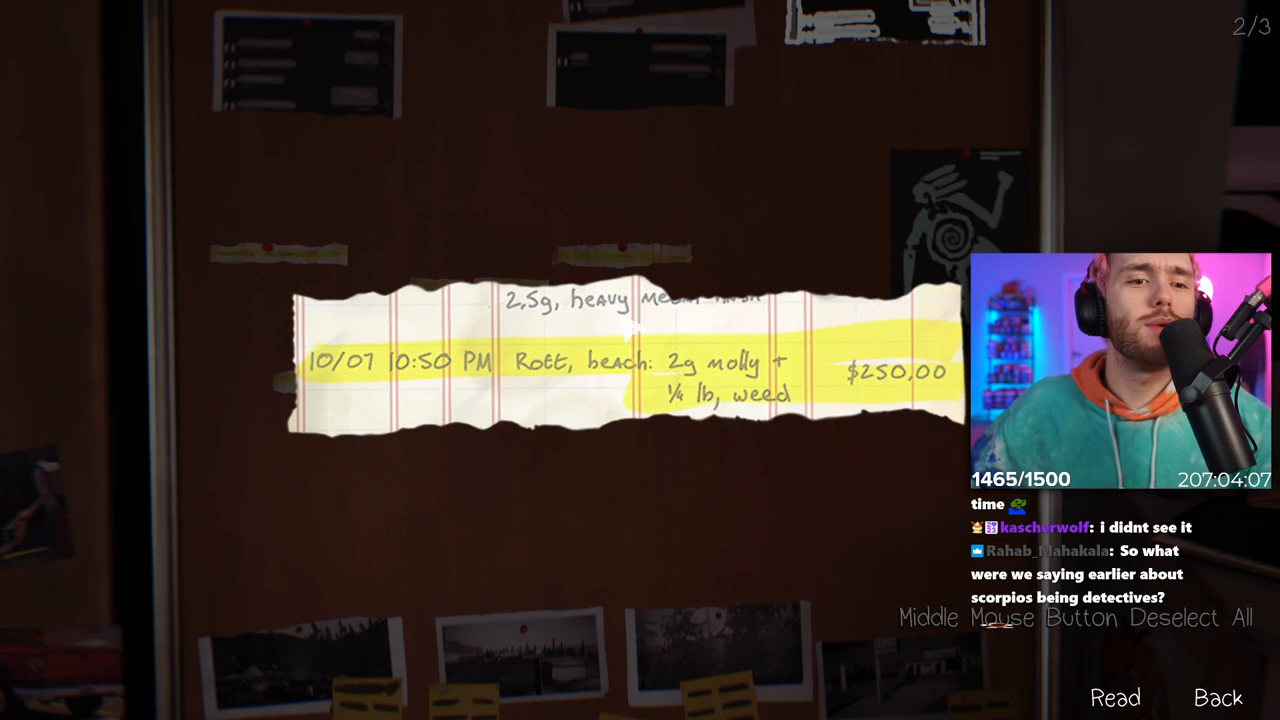 2/3
2,5g, heavy
10/07 10:50 PM Rott, beach: 2g molly +
¼ lb, weed
$250,00
1465/1500
207:04:07
time
kascherwolf: i didnt see it
Rahab_Mahakala: So what
were we saying earlier about
scorpios being detectives?
Middle Mouse Button Deselect All
Read
Back